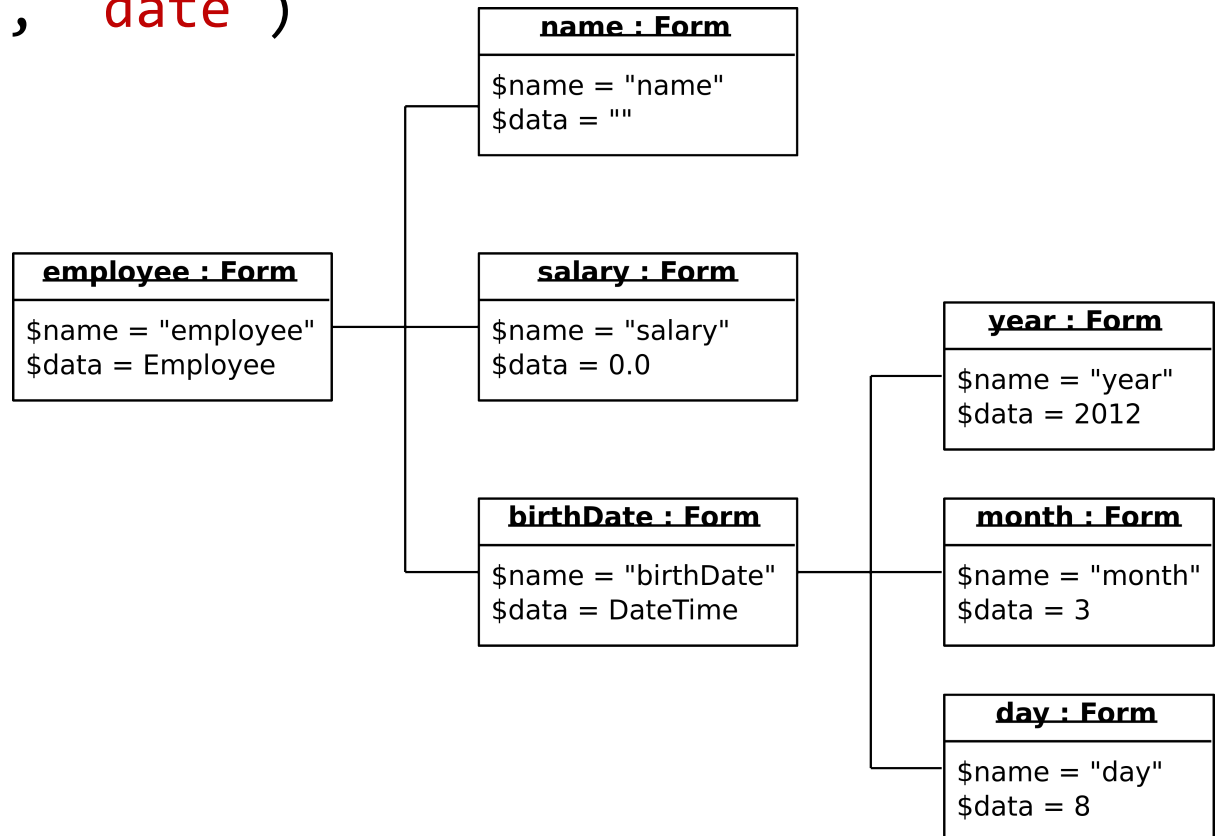 , date )
name : Form
$name = "name"
$data = ""
employee : Form
$name = "employee"
$data = Employee
salary : Form
$name = "salary"
$data = 0.0
birthDate : Form
$name = "birthDate"
$data = DateTime
year : Form
$name = "year"
$data = 2012
month : Form
$name = "month"
$data = 3
day : Form
$name = "day"
$data = 8